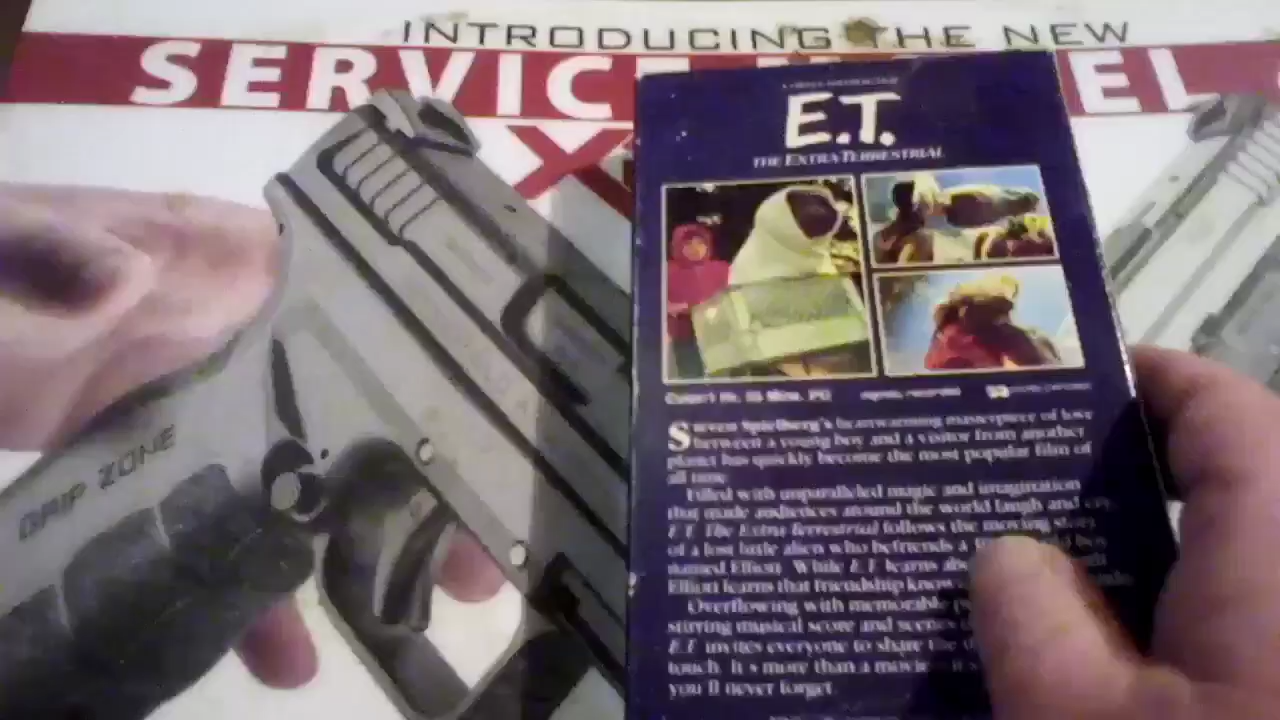 INTRODUCING THE NEW
SERVICE
EL
X
GRIP ZONE
E.T.
THE EXTRA-TERRESTRIAL
Steven Spielberg's heartwarming masterpiece of love
between a young boy and a visitor from another
planet has quickly become the most popular film of
all time
Filled with unparalleled magic and imagination
that made audiences around the world laugh and cry,
E.T. The Extra-Terrestrial follows the moving story
of a lost little alien who befriends a
boy
named Elliott. While E.T. learns
Elliott learns that friendship
Overflowing with memorable
stirring musical score and scenes
E.T. invites everyone to share the
touch. It's more than a movie
you'll never forget.